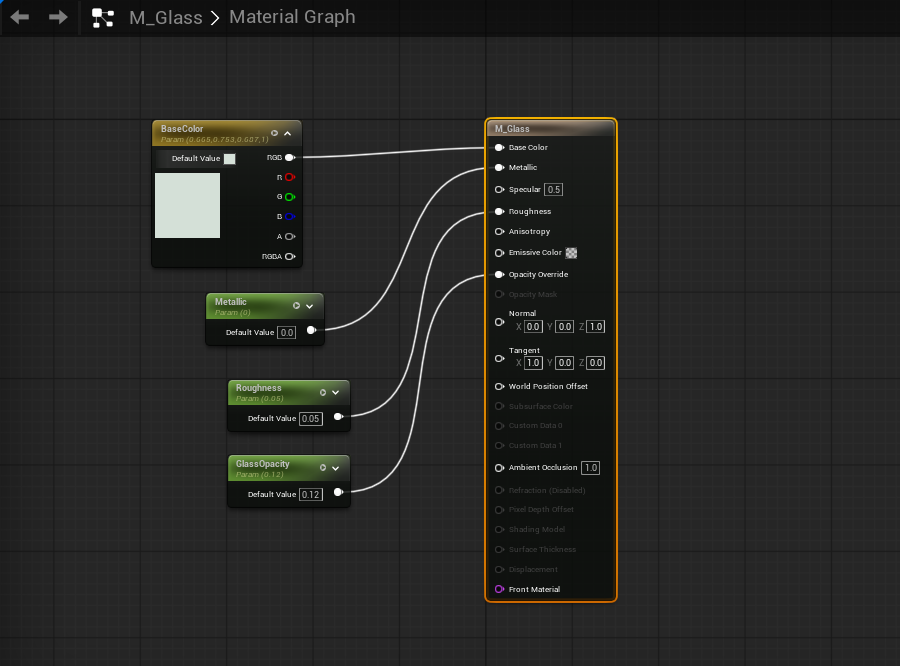 M_Glass > Material Graph
BaseColor
Param (0.665,0.753,0.687,1)
Default Value
RGB
R
G
B
A
RGBA
Metallic
Param (0)
Default Value 0.0
Roughness
Param (0.05)
Default Value 0.05
GlassOpacity
Param (0.12)
Default Value 0.12
M_Glass
Base Color
Metallic
Specular 0.5
Roughness
Anisotropy
Emissive Color
Opacity Override
Opacity Mask
Normal
X 0.0 Y 0.0 Z 1.0
Tangent
X 1.0 Y 0.0 Z 0.0
World Position Offset
Subsurface Color
Custom Data 0
Custom Data 1
Ambient Occlusion 1.0
Refraction (Disabled)
Pixel Depth Offset
Shading Model
Surface Thickness
Displacement
Front Material